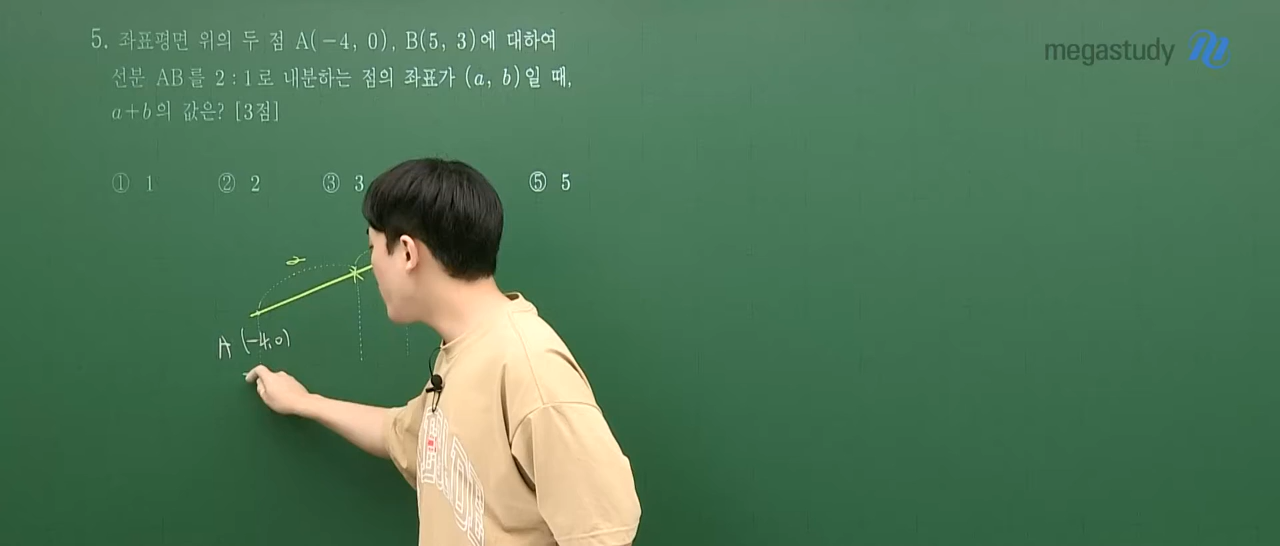 5. 좌표평면 위의 두 점 A(−4, 0), B(5, 3)에 대하여
선분 AB를 2 : 1로 내분하는 점의 좌표가 (a, b)일 때,
a+b의 값은? [3점]
① 1 ② 2 ③ 3 ⑤ 5
2
A (−4, 0)
megastudy